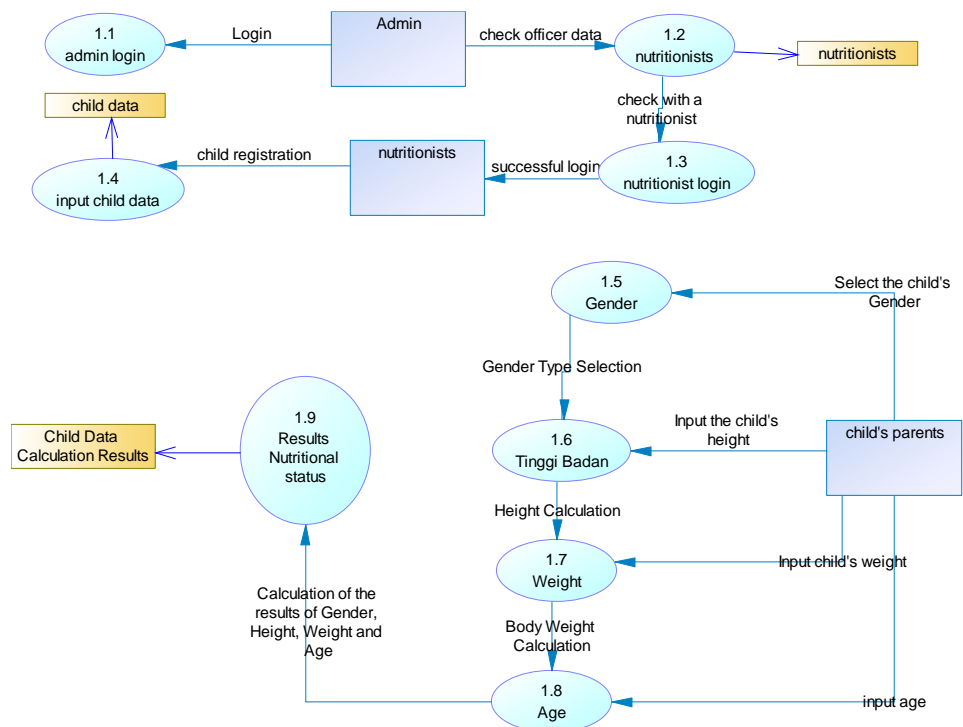 1.1
admin login
Login
Admin
check officer data
1.2
nutritionists
nutritionists
child data
check with a
nutritionist
child registration
nutritionists
successful login
1.3
nutritionist login
1.4
input child data
1.5
Gender
Select the child's
Gender
Gender Type Selection
1.9
Results
Nutritional
status
Child Data
Calculation Results
1.6
Tinggi Badan
Input the child's
height
child's parents
Height Calculation
1.7
Weight
Input child's weight
Calculation of the
results of Gender,
Height, Weight and
Age
Body Weight
Calculation
1.8
Age
input age